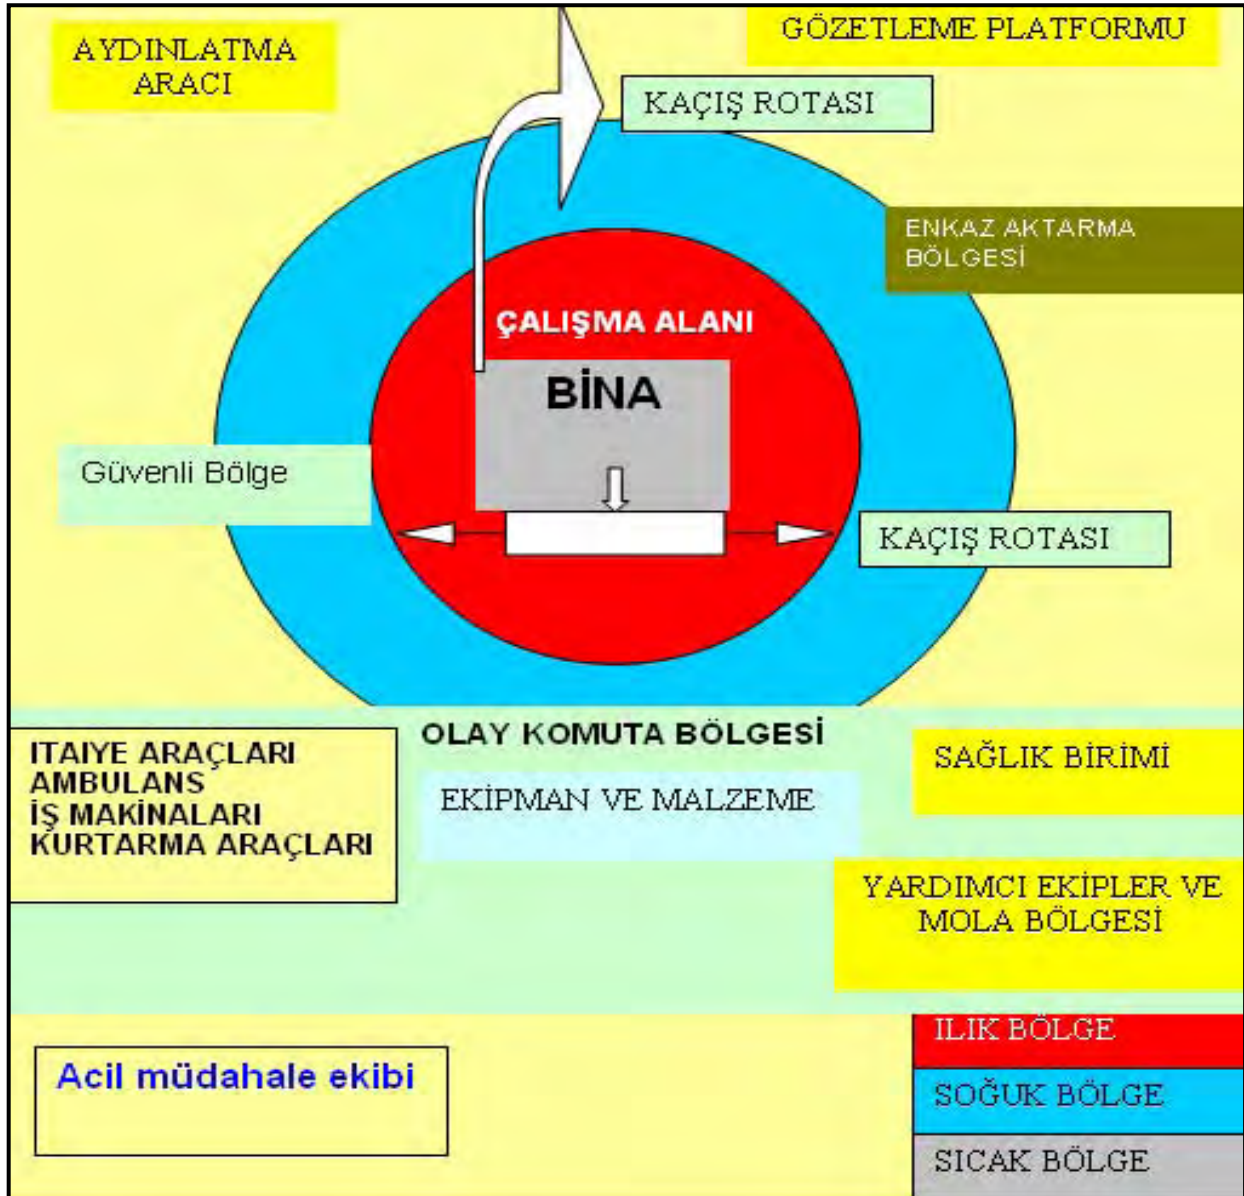 AYDINLATMA
ARACI
GÖZETLEME PLATFORMU
KAÇIŞ ROTASI
ENKAZ AKTARMA
BÖLGESİ
ÇALIŞMA ALANI
BİNA
Güvenli Bölge
KAÇIŞ ROTASI
OLAY KOMUTA BÖLGESİ
ITAIYE ARAÇLARI
AMBULANS
İŞ MAKİNALARI
KURTARMA ARAÇLARI
EKİPMAN VE MALZEME
SAĞLIK BİRİMİ
YARDIMCI EKİPLER VE
MOLA BÖLGESİ
Acil müdahale ekibi
ILIK BÖLGE
SOĞUK BÖLGE
SICAK BÖLGE